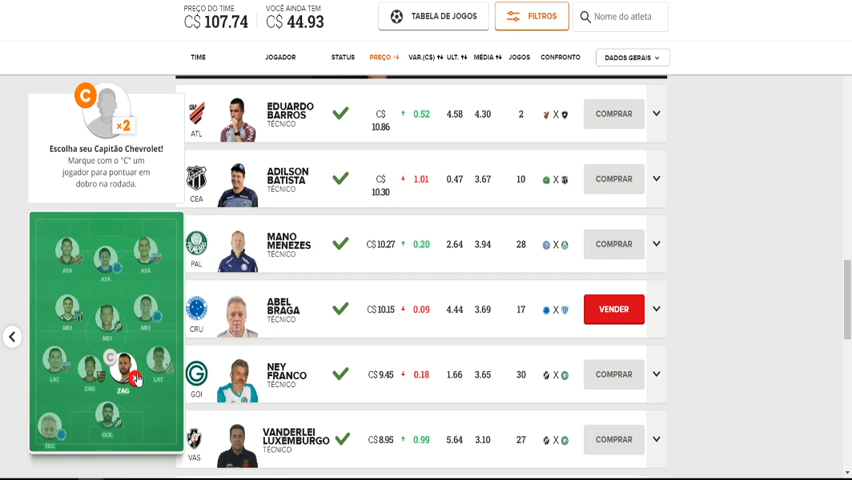 PREÇO DO TIME
C$ 107.74
VOCÊ AINDA TEM
C$ 44.93
TABELA DE JOGOS
FILTROS
Nome do atleta
TIME JOGADOR STATUS PREÇO VAR.(C$) ULT. MÉDIA JOGOS CONFRONTO DADOS GERAIS
C
x2
Escolha seu Capitão Chevrolet!
Marque com o "C" um
jogador para pontuar em
dobro na rodada.
ATA ATA ATA
MEI MEI MEI
LAT ZAG C ZAG LAT
TEC GOL
ATL
EDUARDO
BARROS
TÉCNICO
C$
10.86
0.52 4.58 4.30 2 X COMPRAR
CEA
ADILSON
BATISTA
TÉCNICO
C$
10.30
1.01 0.47 3.67 10 X COMPRAR
PAL
MANO
MENEZES
TÉCNICO
C$ 10.27 0.20 2.64 3.94 28 X COMPRAR
CRU
ABEL
BRAGA
TÉCNICO
C$ 10.15 0.09 4.44 3.69 17 X VENDER
GOI
NEY
FRANCO
TÉCNICO
C$ 9.45 0.18 1.66 3.65 30 X COMPRAR
VAS
VANDERLEI
LUXEMBURGO
TÉCNICO
C$ 8.95 0.99 5.64 3.10 27 X COMPRAR